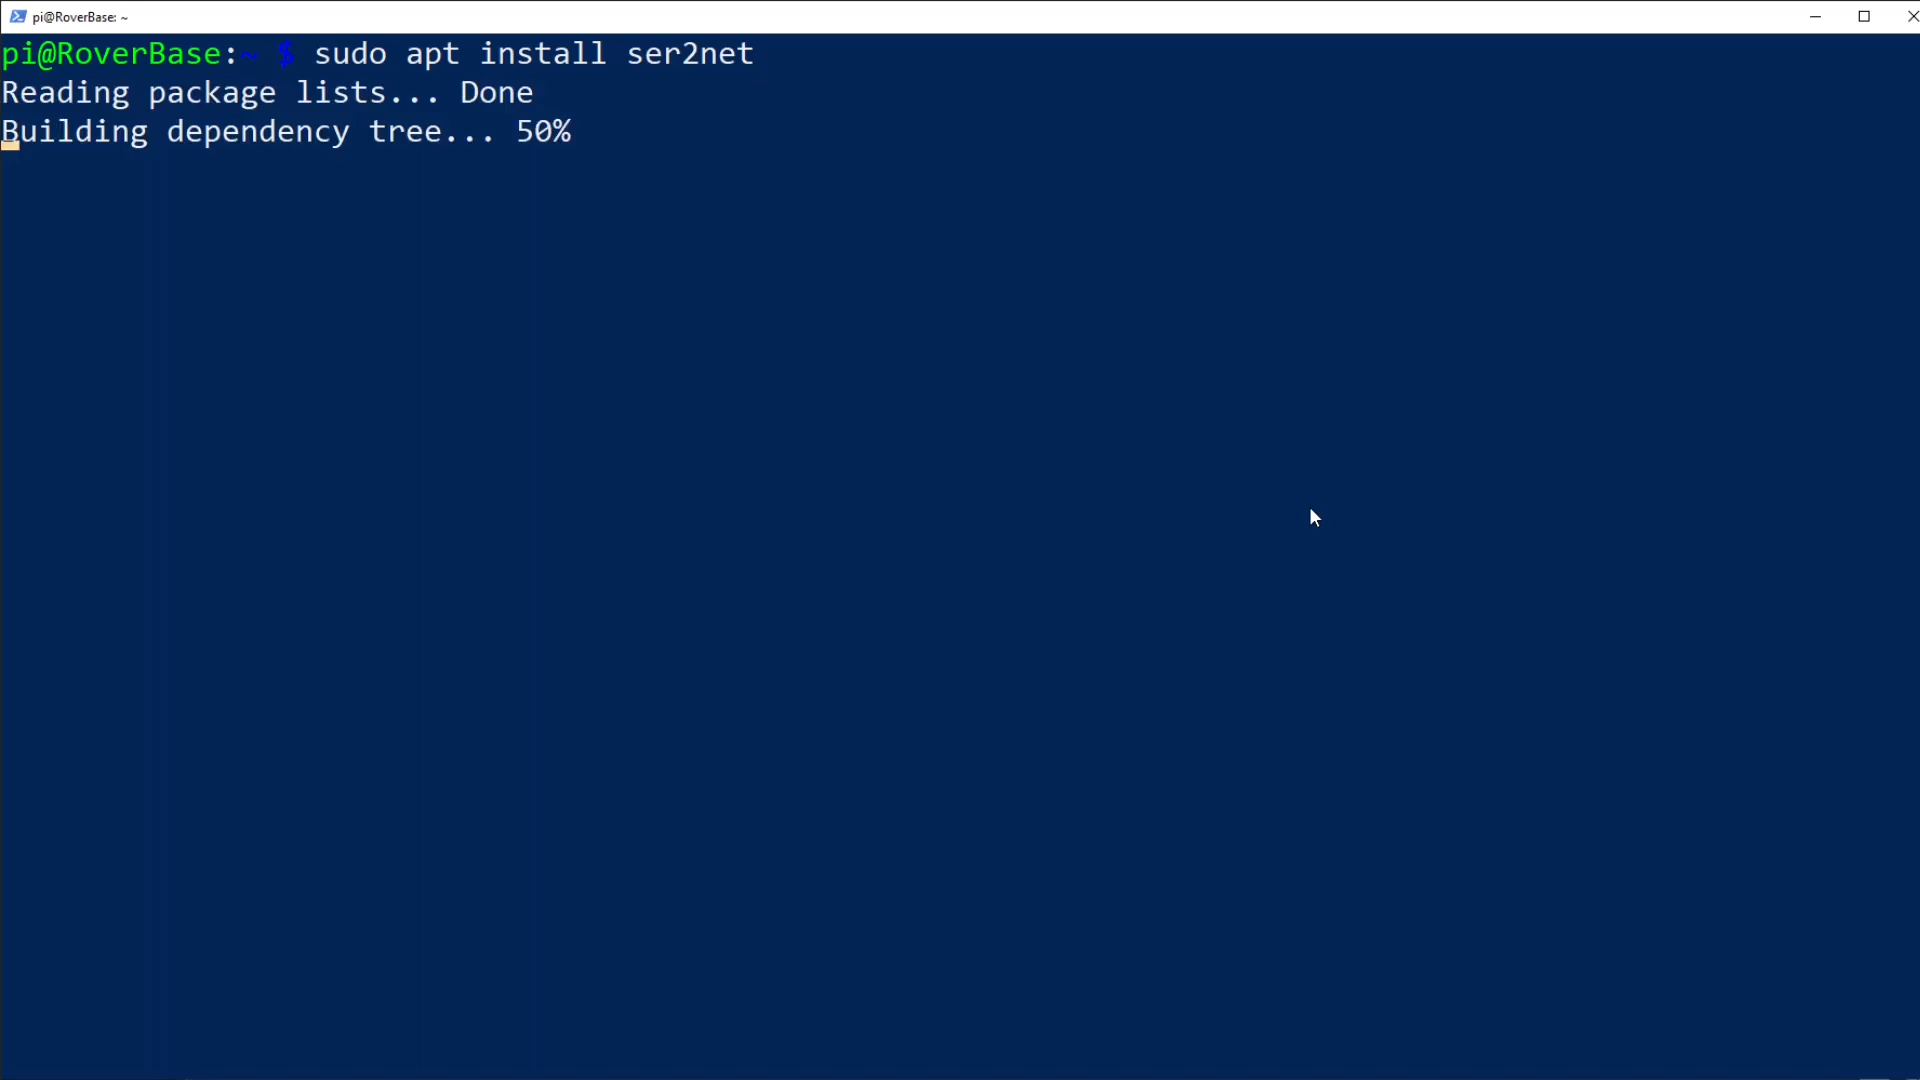 pi@RoverBase: ~
pi@RoverBase:~ $ sudo apt install ser2net
Reading package lists... Done
Building dependency tree... 50%